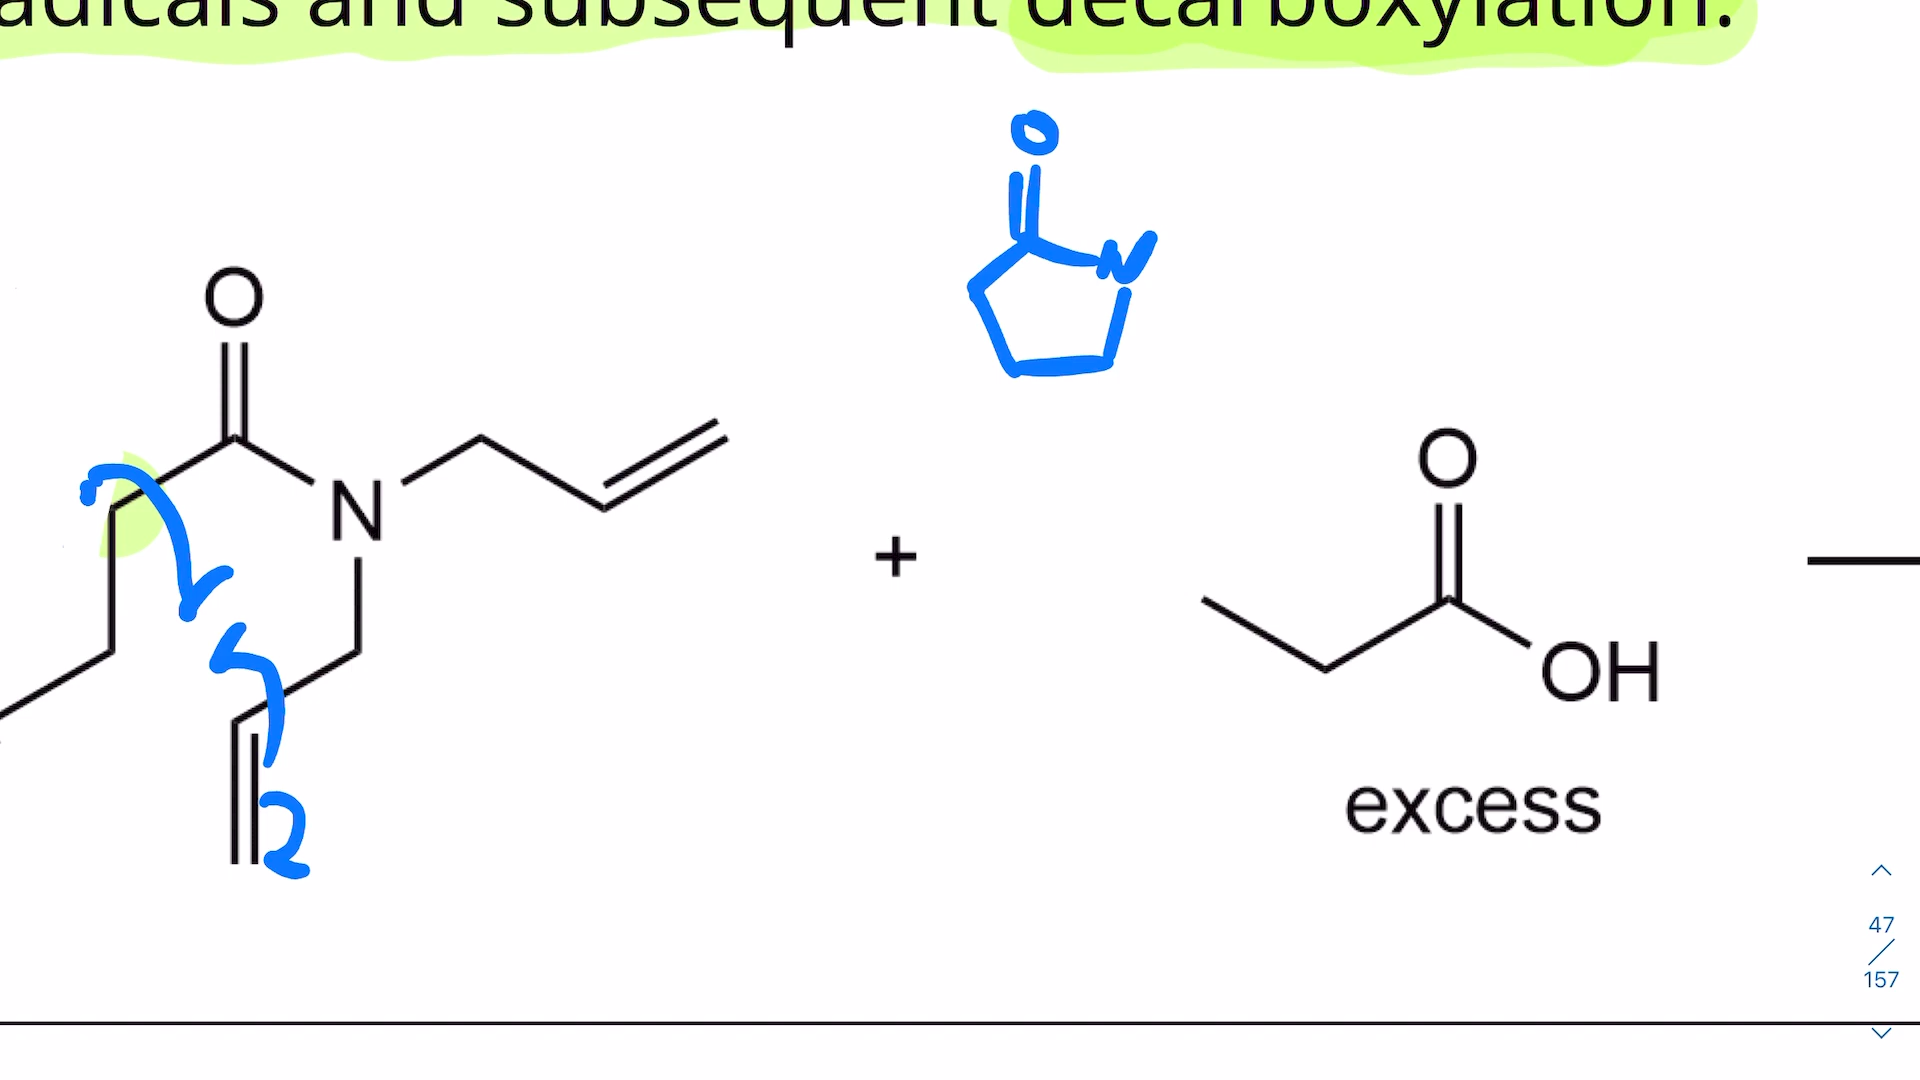 adicals and subsequent decarboxylation.
O
O
N
N
O
+
OH
2
excess
47
/
157